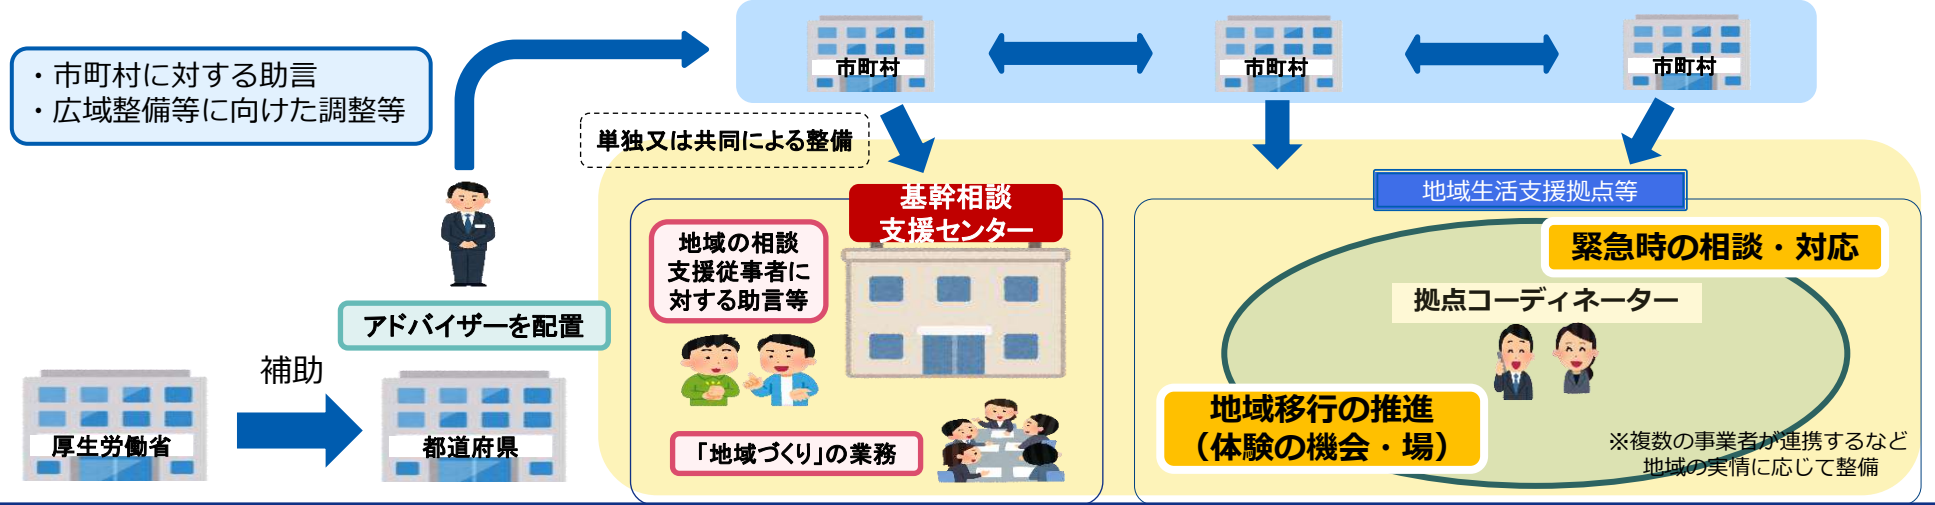 ・市町村に対する助言
・広域整備等に向けた調整等
市町村
市町村
市町村
単独又は共同による整備
基幹相談
支援センター
地域の相談
支援従事者に
対する助言等
「地域づくり」の業務
地域生活支援拠点等
緊急時の相談・対応
拠点コーディネーター
地域移行の推進
（体験の機会・場）
※複数の事業者が連携するなど
地域の実情に応じて整備
アドバイザーを配置
補助
厚生労働省
都道府県